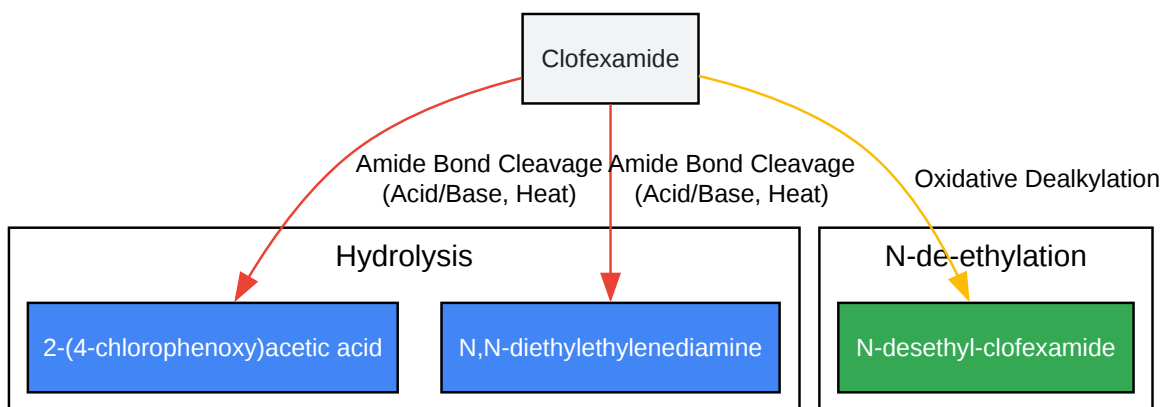 Clofexamide
Amide Bond Cleavage
(Acid/Base, Heat)
Amide Bond Cleavage
(Acid/Base, Heat)
Oxidative Dealkylation
Hydrolysis
N-de-ethylation
2-(4-chlorophenoxy)acetic acid
N,N-diethylethylenediamine
N-desethyl-clofexamide